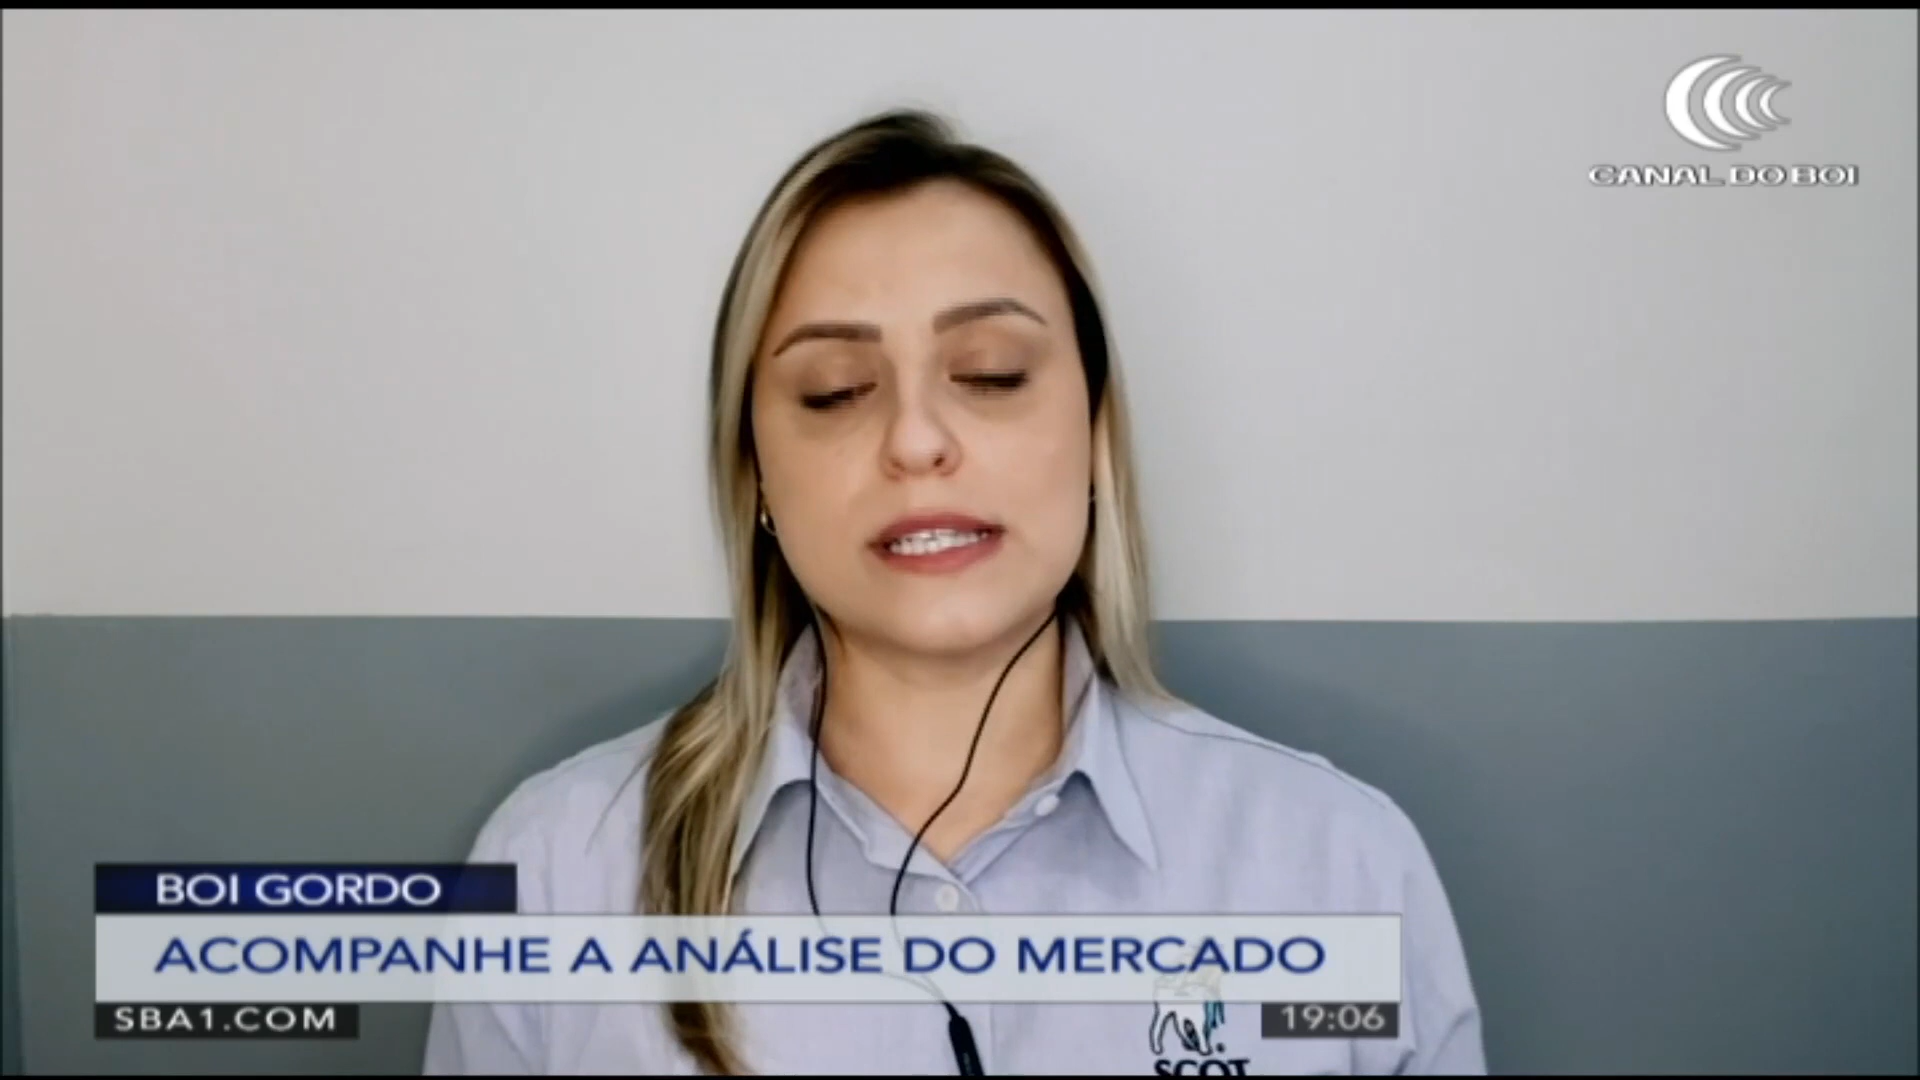 CANAL DO BOI
BOI GORDO
ACOMPANHE A ANÁLISE DO MERCADO
SBA1.COM
19:06
SCOT